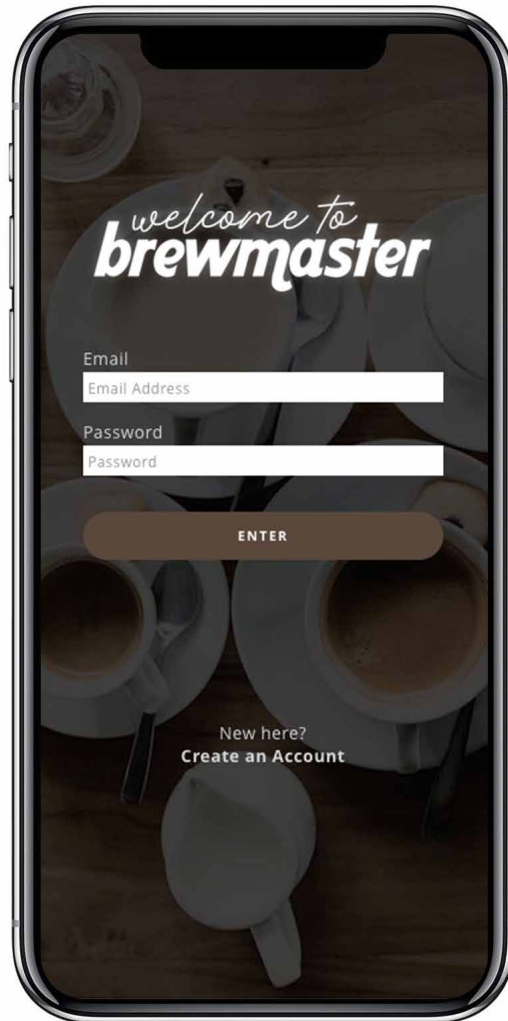 welcome to
brewmaster
Email
Email Address
Password
Password
ENTER
New here?
Create an Account